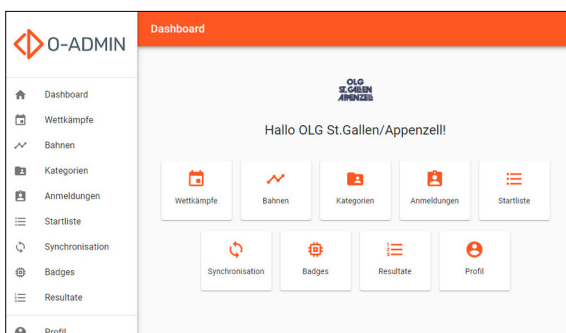 O-ADMIN
Dashboard
Dashboard
Wettkämpfe
Bahnen
Kategorien
Anmeldungen
Startliste
Synchronisation
Badges
Resultate
Profil
OLG
ST.GALLEN
APPENZELL
Hallo OLG St.Gallen/Appenzell!
Wettkämpfe
Bahnen
Kategorien
Anmeldungen
Startliste
Synchronisation
Badges
Resultate
Profil